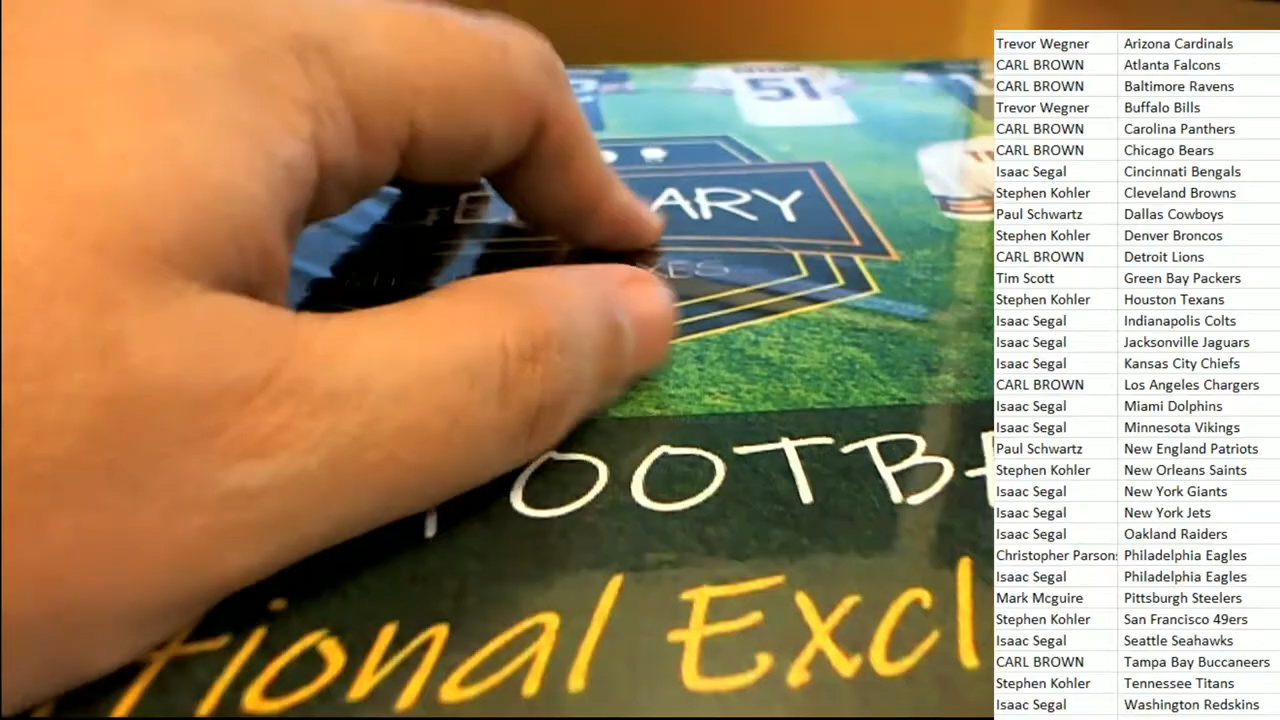 51
ARY
XES
FOOTB
tional Excl
Trevor Wegner Arizona Cardinals
CARL BROWN Atlanta Falcons
CARL BROWN Baltimore Ravens
Trevor Wegner Buffalo Bills
CARL BROWN Carolina Panthers
CARL BROWN Chicago Bears
Isaac Segal Cincinnati Bengals
Stephen Kohler Cleveland Browns
Paul Schwartz Dallas Cowboys
Stephen Kohler Denver Broncos
CARL BROWN Detroit Lions
Tim Scott Green Bay Packers
Stephen Kohler Houston Texans
Isaac Segal Indianapolis Colts
Isaac Segal Jacksonville Jaguars
Isaac Segal Kansas City Chiefs
CARL BROWN Los Angeles Chargers
Isaac Segal Miami Dolphins
Isaac Segal Minnesota Vikings
Paul Schwartz New England Patriots
Stephen Kohler New Orleans Saints
Isaac Segal New York Giants
Isaac Segal New York Jets
Isaac Segal Oakland Raiders
Christopher Parsons Philadelphia Eagles
Isaac Segal Philadelphia Eagles
Mark Mcguire Pittsburgh Steelers
Stephen Kohler San Francisco 49ers
Isaac Segal Seattle Seahawks
CARL BROWN Tampa Bay Buccaneers
Stephen Kohler Tennessee Titans
Isaac Segal Washington Redskins